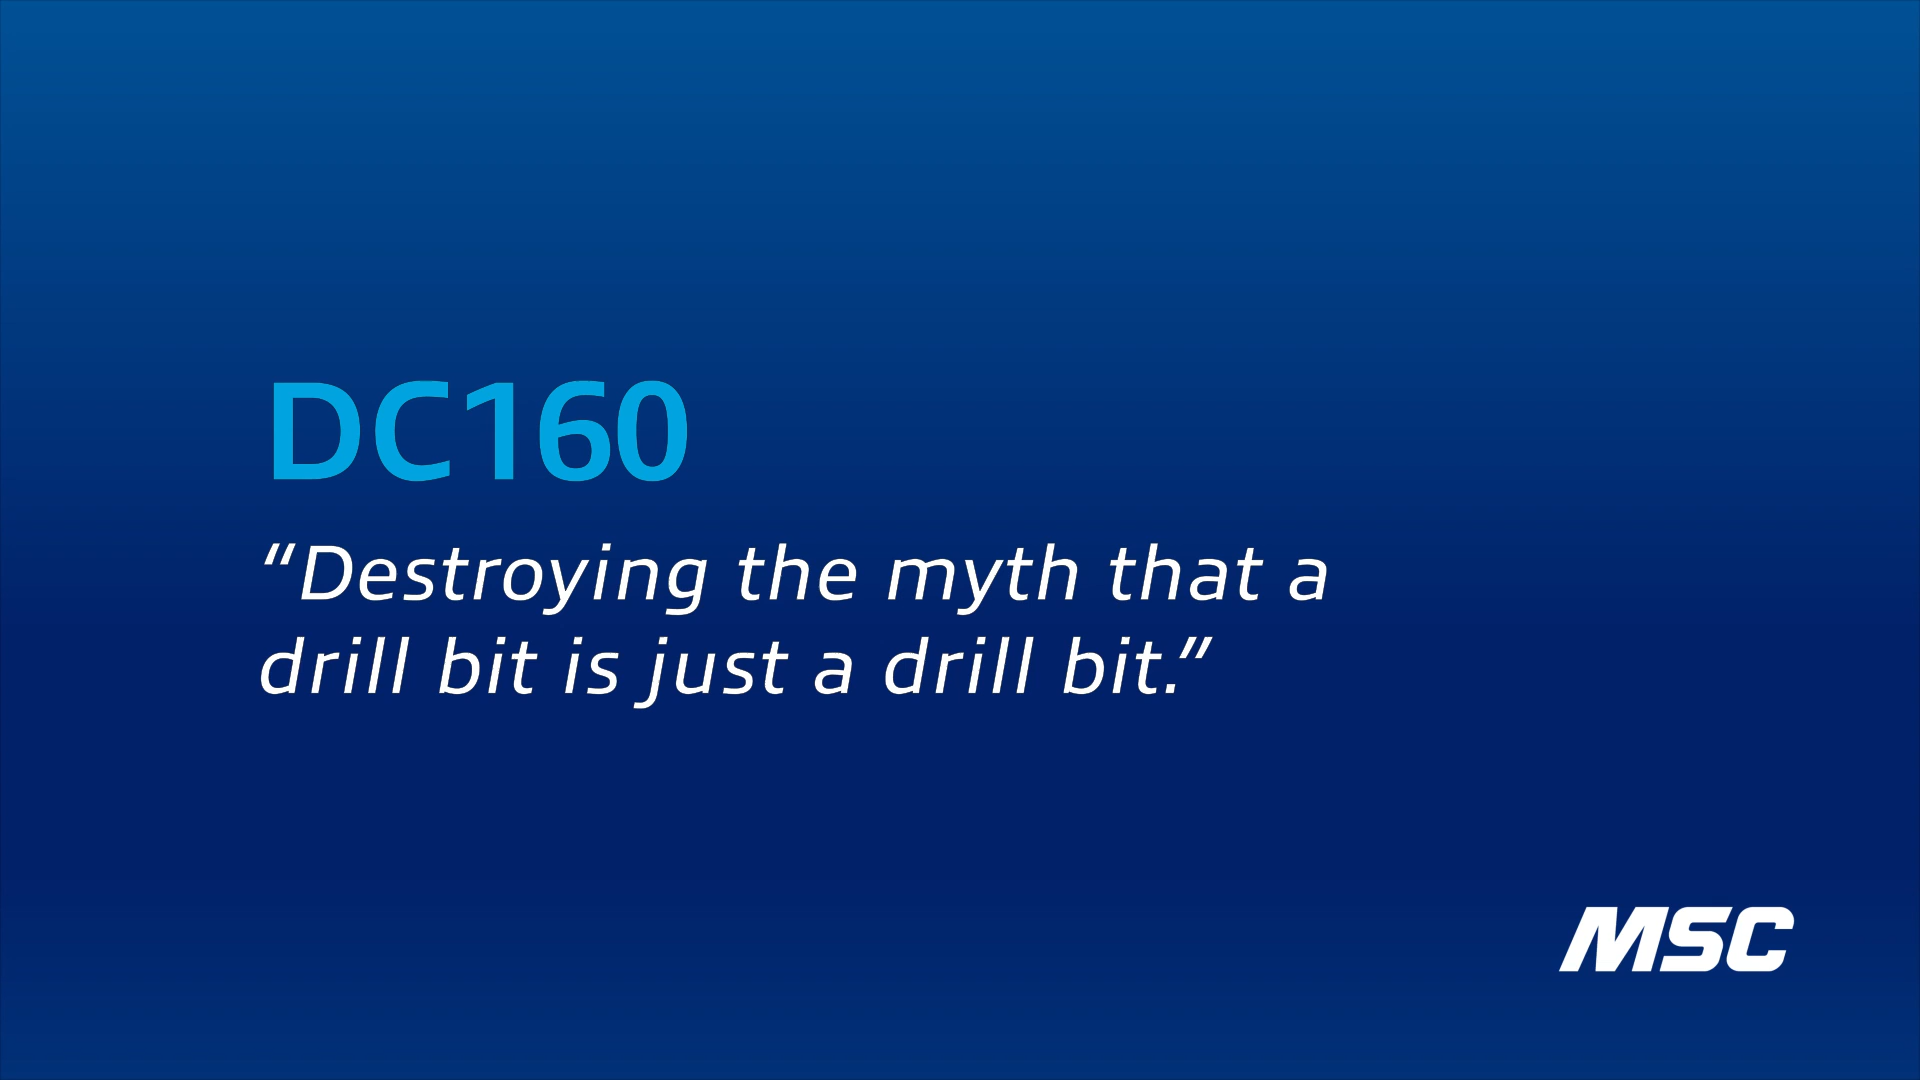 DC160
“Destroying the myth that a
drill bit is just a drill bit.”
MSC